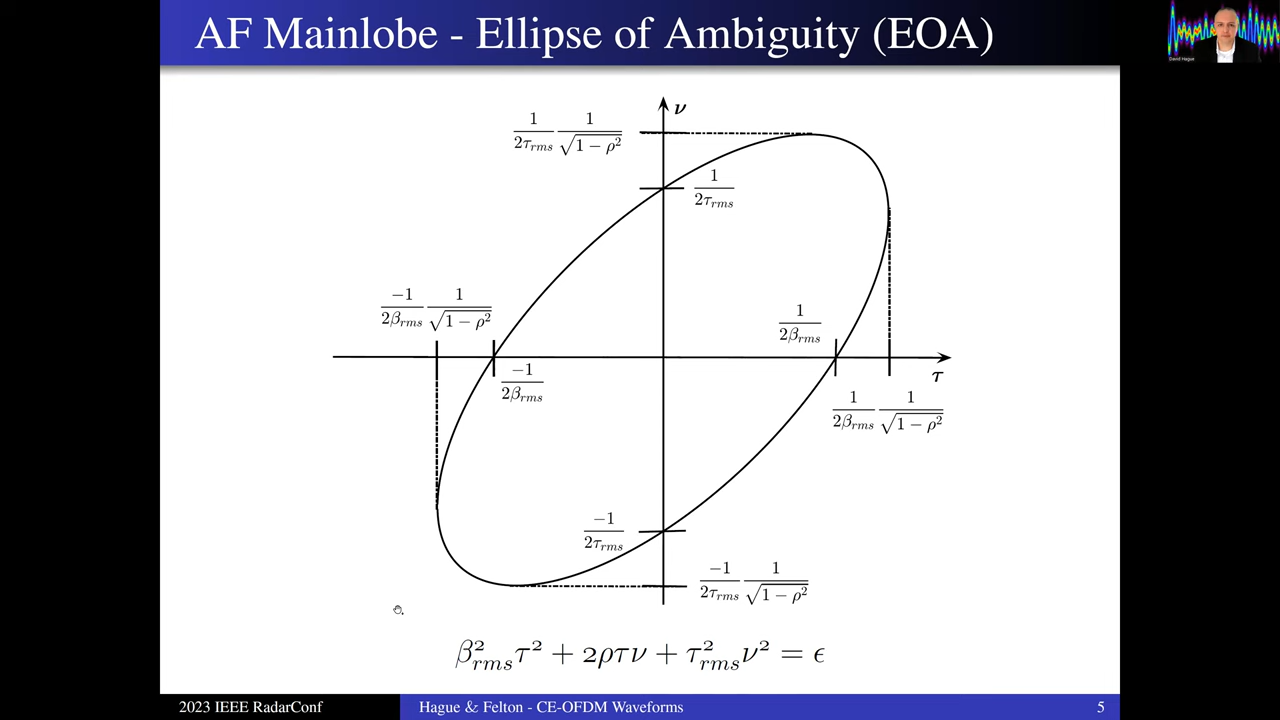 AF Mainlobe - Ellipse of Ambiguity (EOA)
David Hague
ν
1/(2τ_rms) 1/√(1 − ρ²)
1/(2τ_rms)
−1/(2β_rms) 1/√(1 − ρ²)
1/(2β_rms)
−1/(2β_rms)
τ
1/(2β_rms) 1/√(1 − ρ²)
−1/(2τ_rms)
−1/(2τ_rms) 1/√(1 − ρ²)
β²_rms τ² + 2ρτν + τ²_rms ν² = ϵ
2023 IEEE RadarConf
Hague & Felton - CE-OFDM Waveforms
5